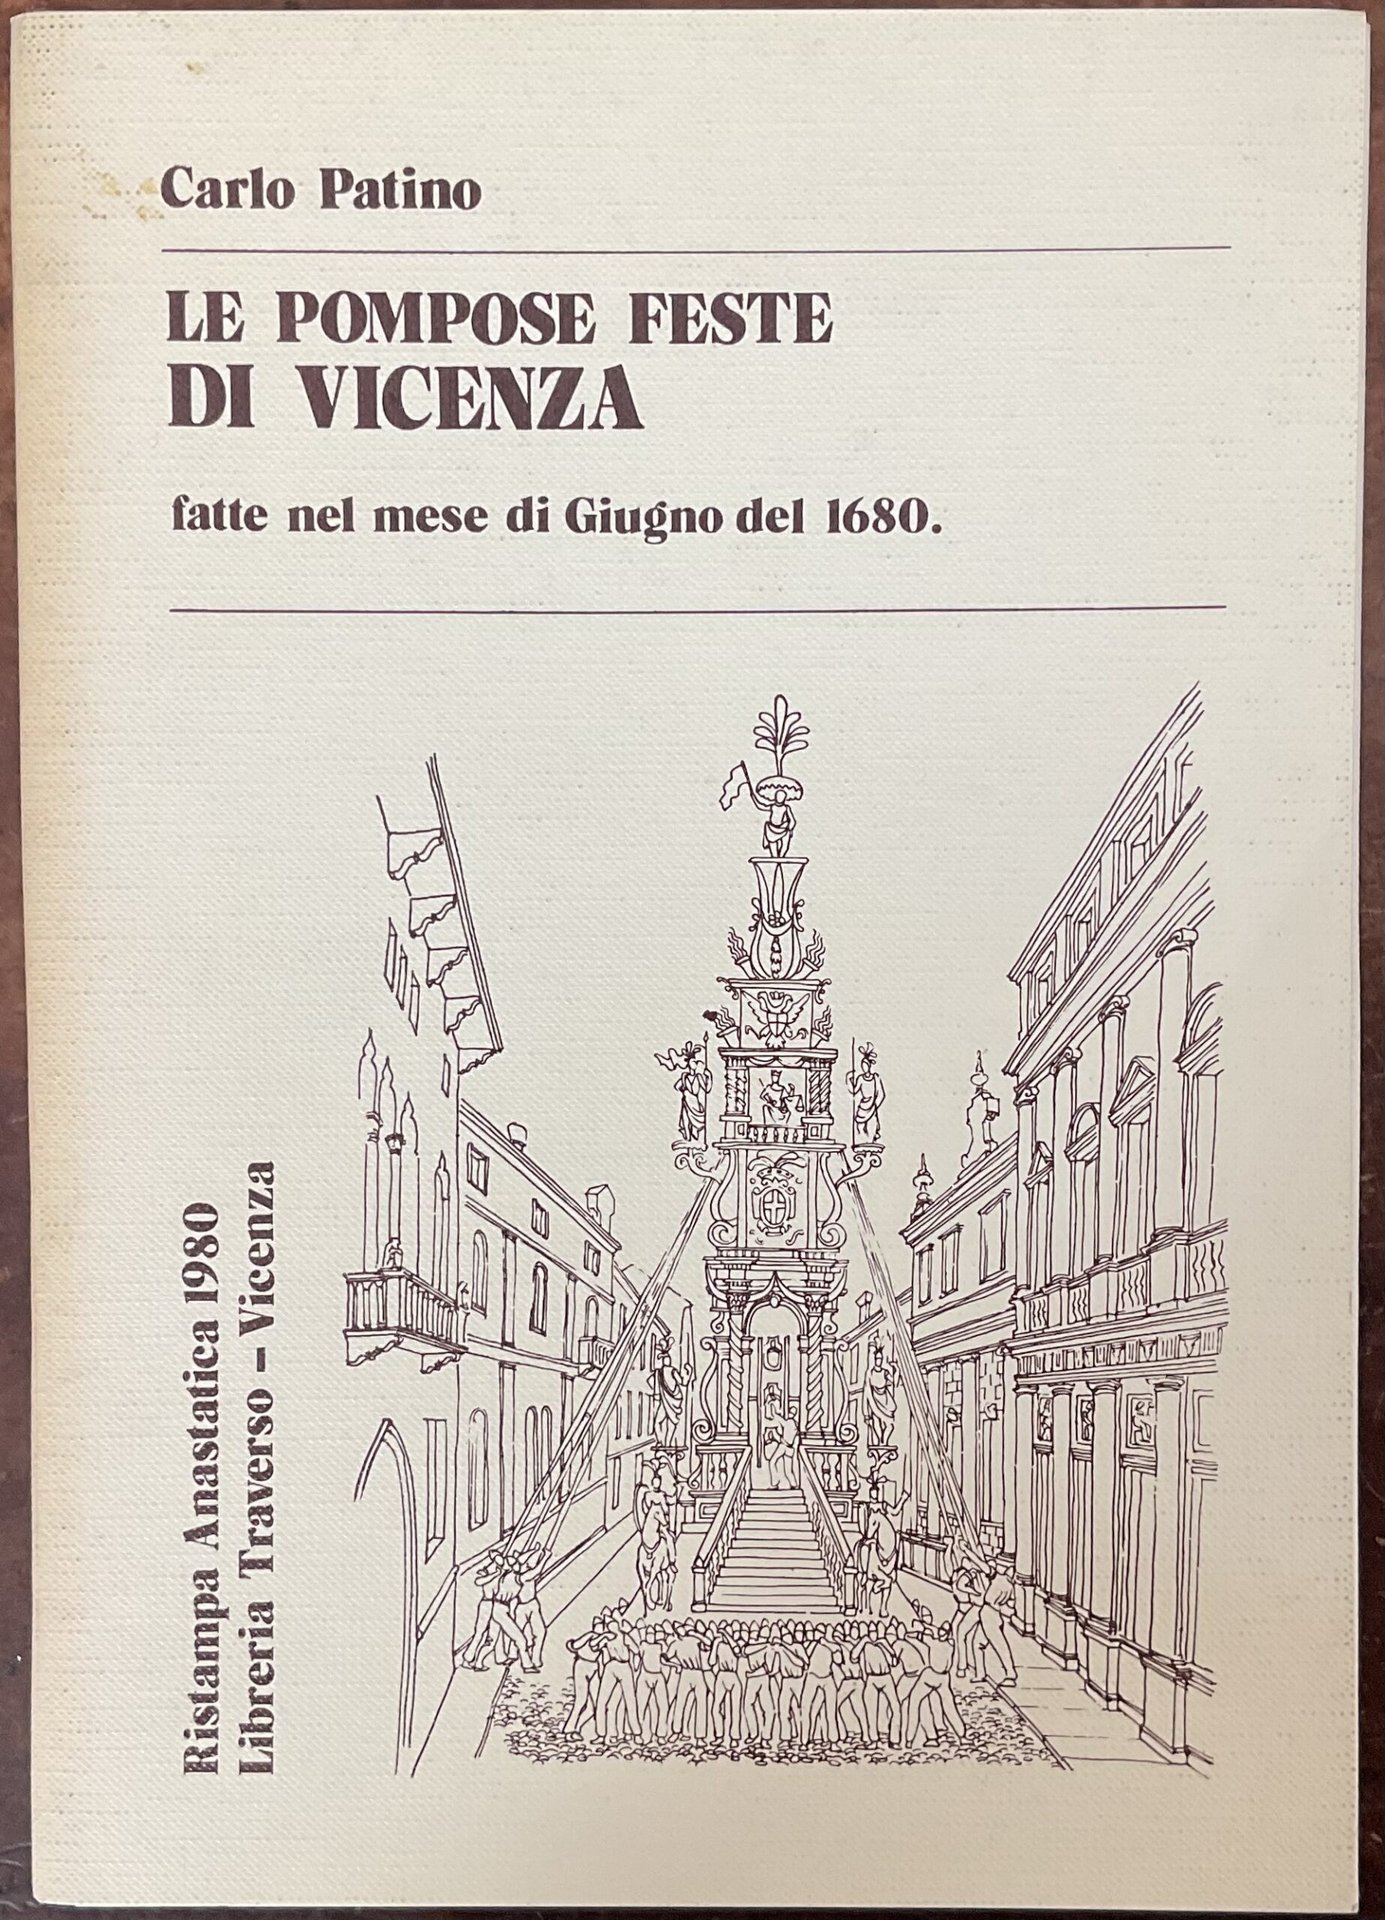 Carlo Patino
LE POMPOSE FESTE
DI VICENZA
fatte nel mese di Giugno del 1680.
Ristampa Anastatica 1980
Libreria Traverso - Vicenza